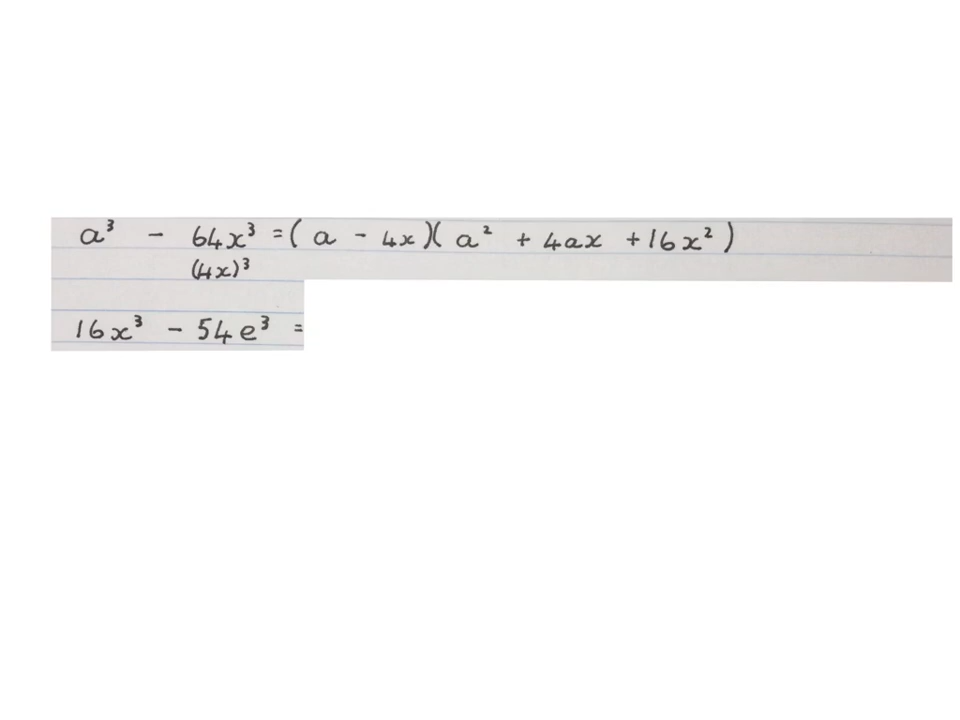 a³ - 64x³ = (a - 4x)(a² + 4ax + 16x²)
(4x)³
16x³ - 54e³ =